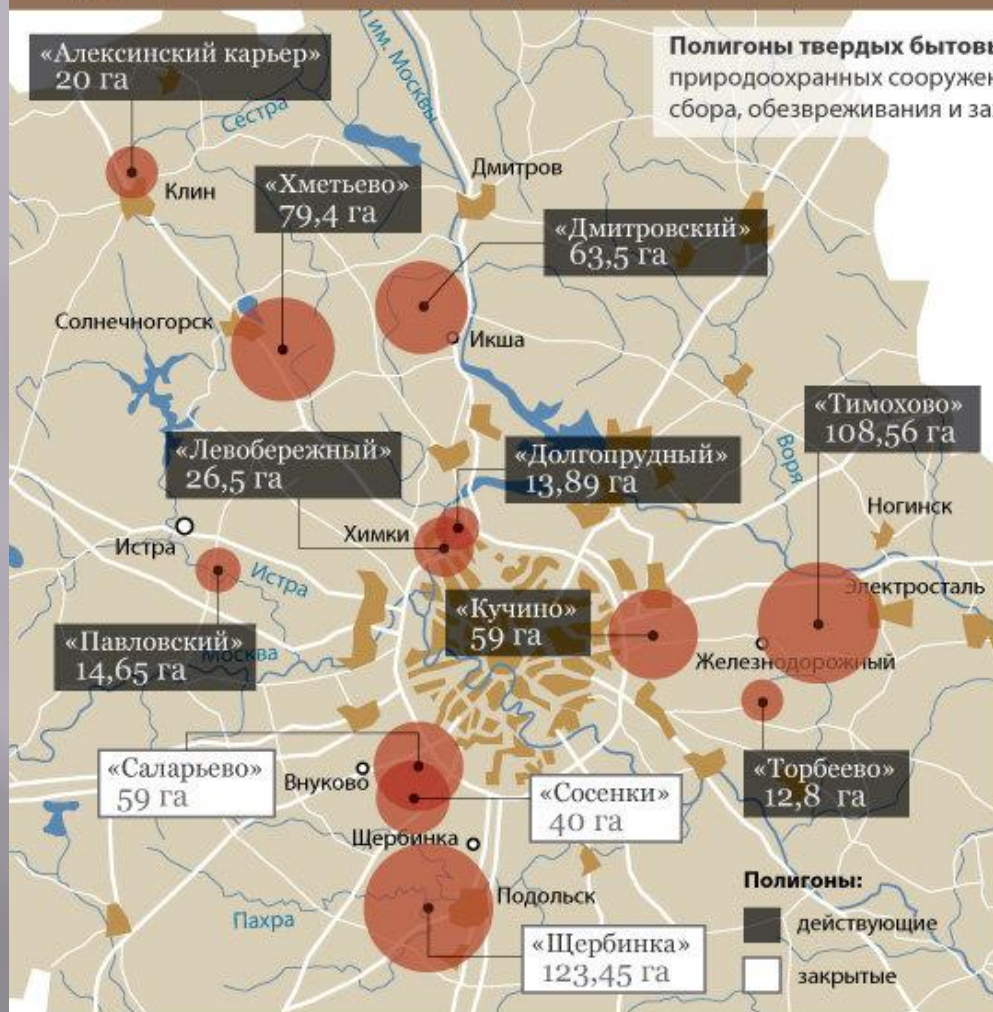 «Алексинский карьер»
20 га
Полигоны твердых бытовы
природоохранных сооружен
сбора, обезвреживания и за
им. Москвы
Сестра
Дмитров
Клин
«Хметьево»
79,4 га
«Дмитровский»
63,5 га
Солнечногорск
Икша
«Тимохово»
108,56 га
«Левобережный»
26,5 га
«Долгопрудный»
13,89 га
Воря
Ногинск
Химки
Истра
Истра
Электросталь
«Кучино»
59 га
«Павловский»
14,65 га
Москва
Железнодорожный
«Саларьево»
59 га
Внуково
«Сосенки»
40 га
«Торбеево»
12,8 га
Щербинка
Пахра
Подольск
«Щербинка»
123,45 га
Полигоны:
действующие
закрытые